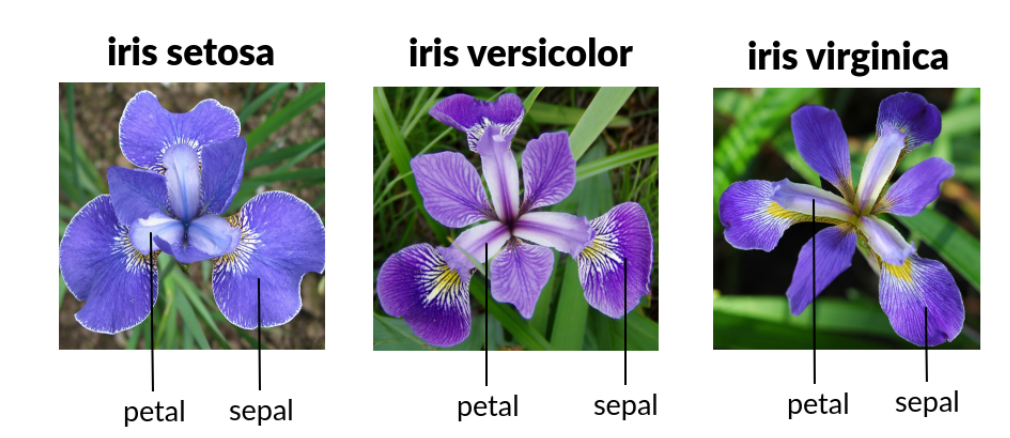 iris setosa
iris versicolor
iris virginica
petal
sepal
petal
sepal
petal
sepal